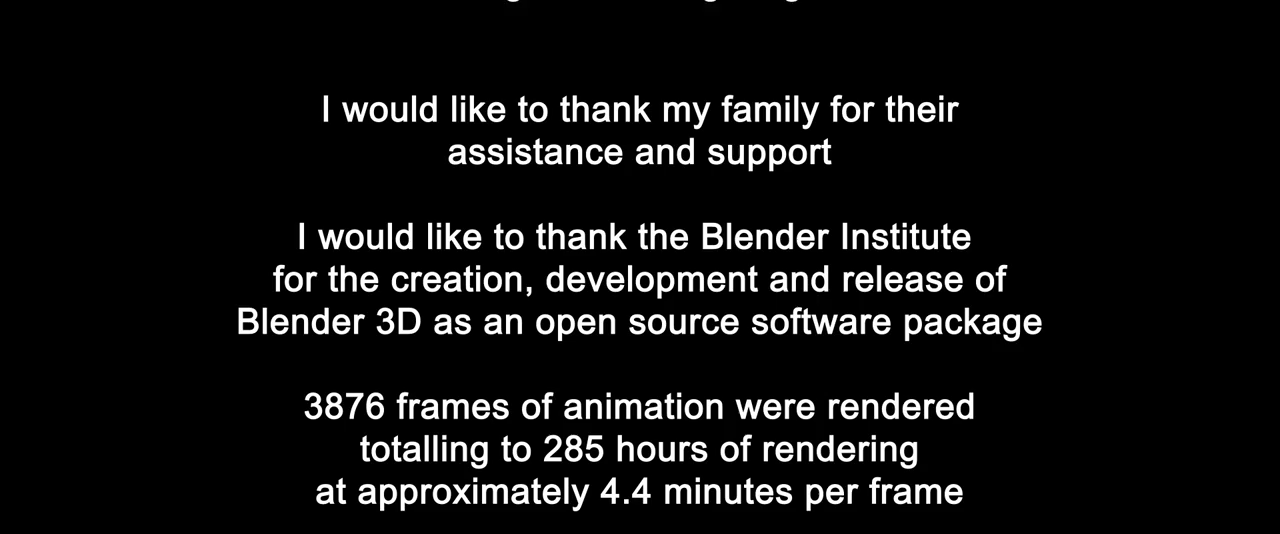 I would like to thank my family for their
assistance and support
I would like to thank the Blender Institute
for the creation, development and release of
Blender 3D as an open source software package
3876 frames of animation were rendered
totalling to 285 hours of rendering
at approximately 4.4 minutes per frame